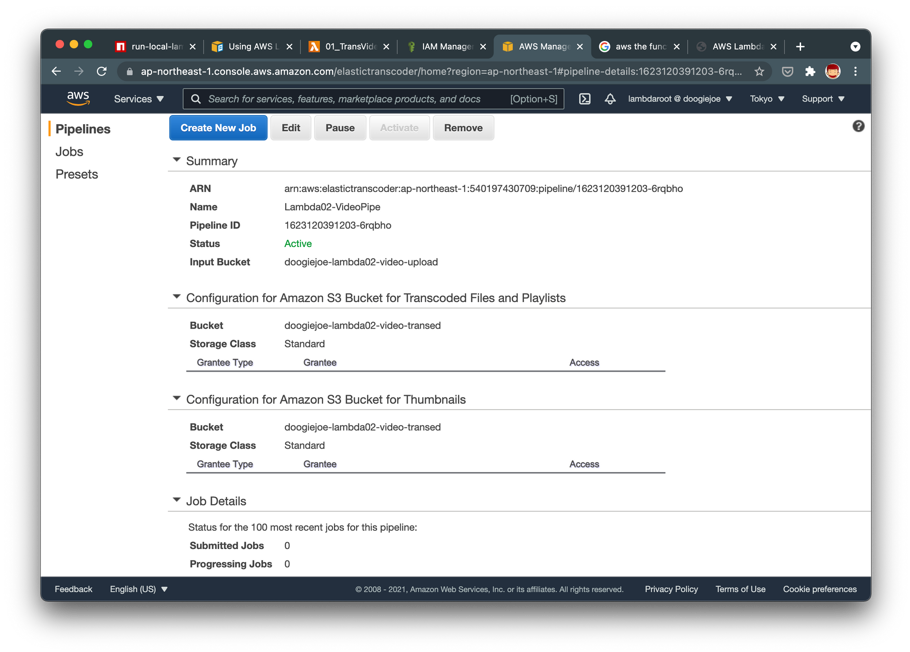 run-local-lam
Using AWS L
01_TransVide
IAM Manage
AWS Manag
aws the func
AWS Lambda
ap-northeast-1.console.aws.amazon.com/elastictranscoder/home?region=ap-northeast-1#pipeline-details:1623120391203-6rq...
aws
Services
Search for services, features, marketplace products, and docs
[Option+S]
lambdaroot @ doogiejoe
Tokyo
Support
Pipelines
Jobs
Presets
Create New Job
Edit
Pause
Activate
Remove
?
Summary
ARN arn:aws:elastictranscoder:ap-northeast-1:540197430709:pipeline/1623120391203-6rqbho
Name Lambda02-VideoPipe
Pipeline ID 1623120391203-6rqbho
Status Active
Input Bucket doogiejoe-lambda02-video-upload
Configuration for Amazon S3 Bucket for Transcoded Files and Playlists
Bucket doogiejoe-lambda02-video-transed
Storage Class Standard
Grantee Type Grantee Access
Configuration for Amazon S3 Bucket for Thumbnails
Bucket doogiejoe-lambda02-video-transed
Storage Class Standard
Grantee Type Grantee Access
Job Details
Status for the 100 most recent jobs for this pipeline:
Submitted Jobs 0
Progressing Jobs 0
Feedback
English (US)
© 2008 - 2021, Amazon Web Services, Inc. or its affiliates. All rights reserved.
Privacy Policy
Terms of Use
Cookie preferences